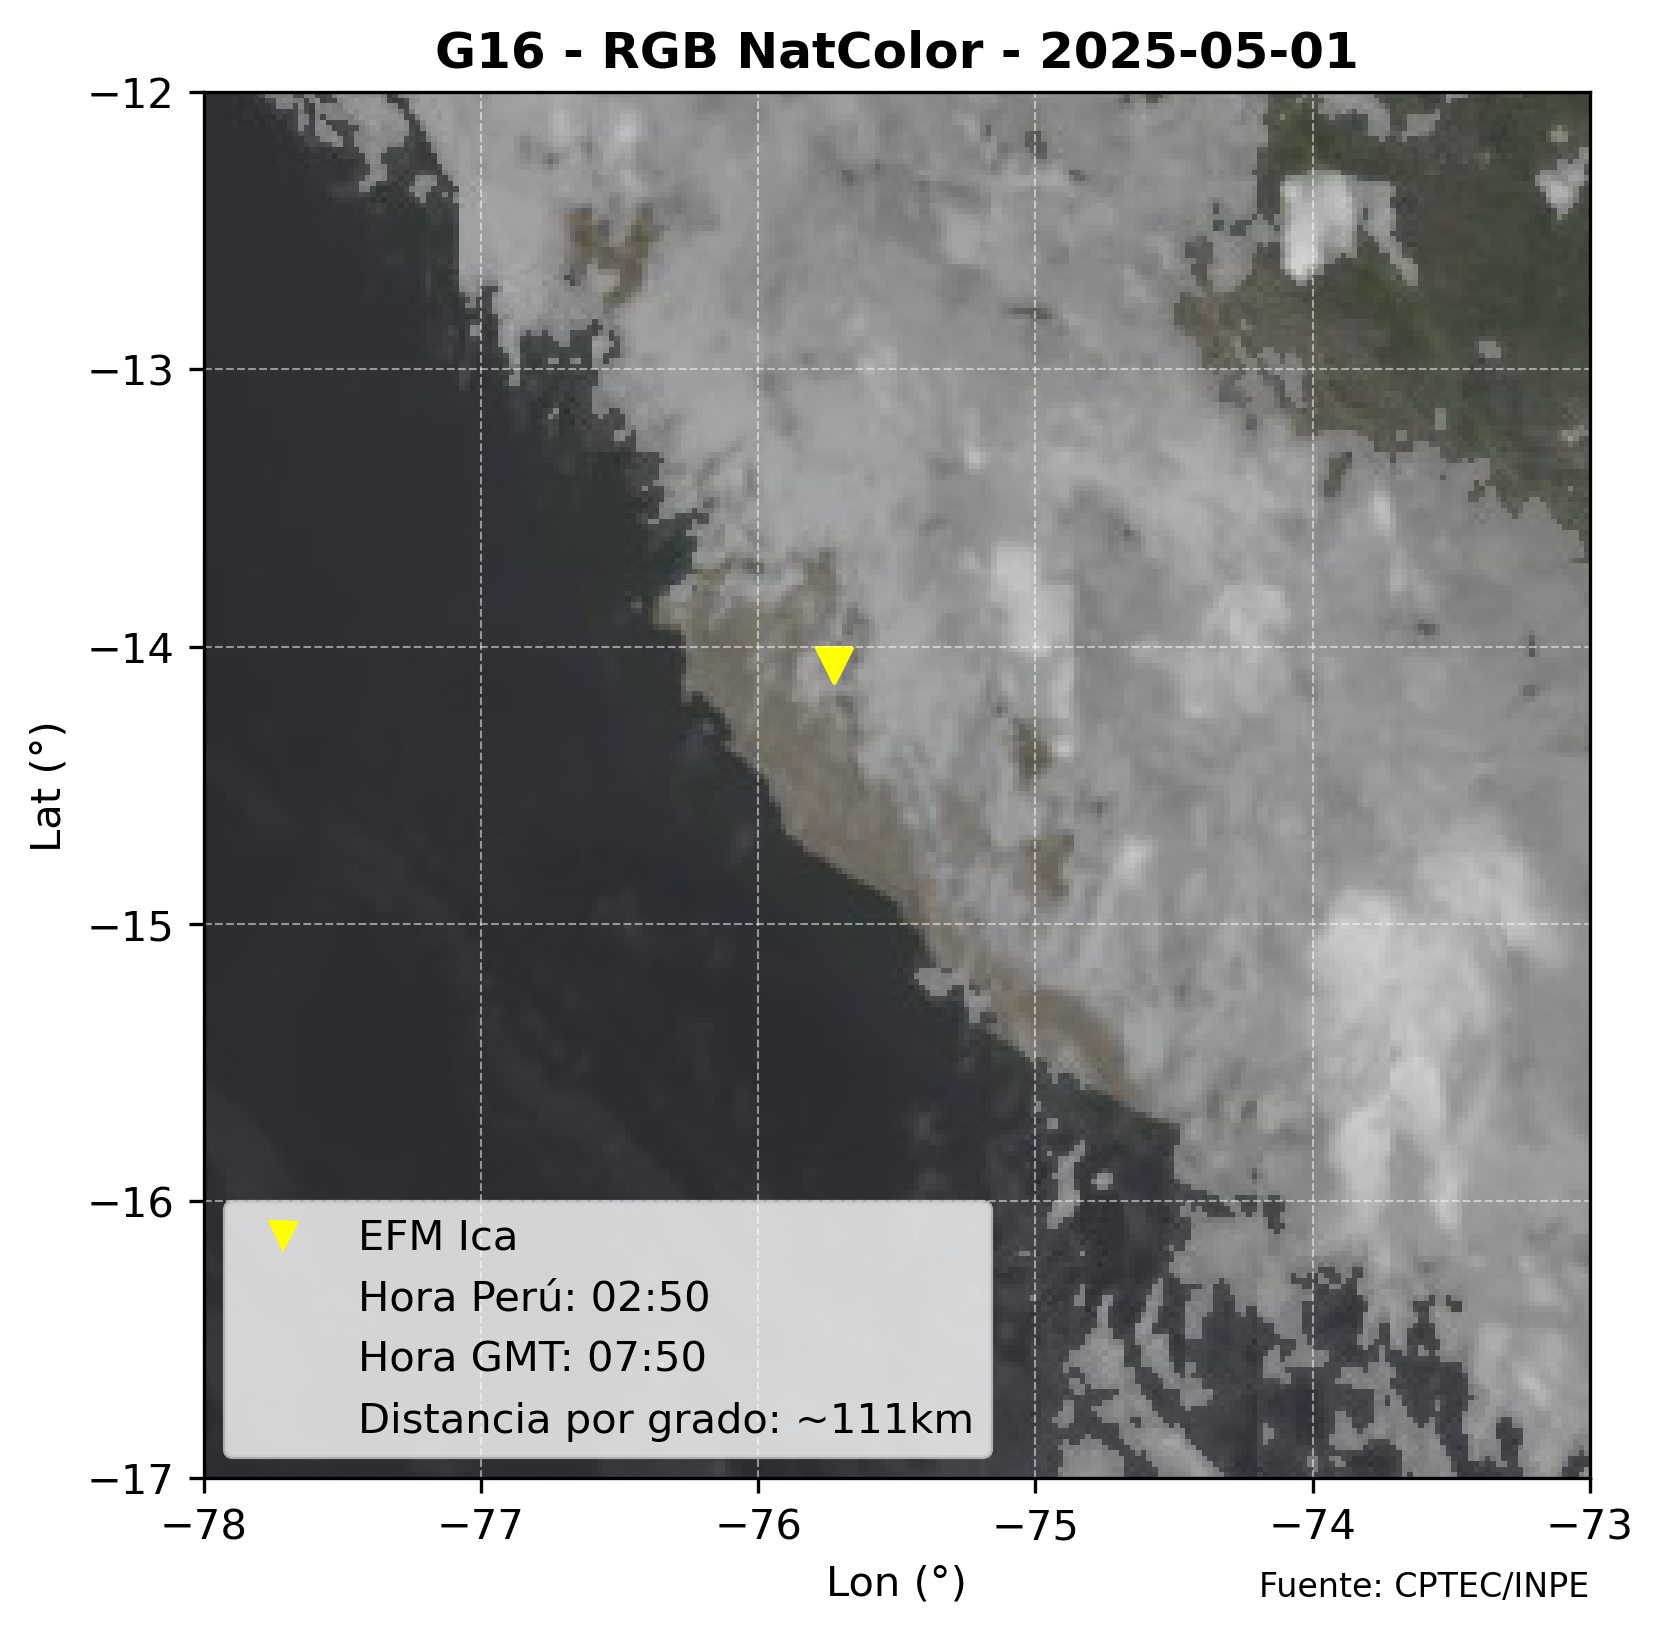 G16 - RGB NatColor - 2025-05-01
−12
−13
−14
−15
−16
−17
Lat (°)
EFM Ica
Hora Perú: 02:50
Hora GMT: 07:50
Distancia por grado: ~111km
−78 −77 −76 −75 −74 −73
Lon (°)
Fuente: CPTEC/INPE